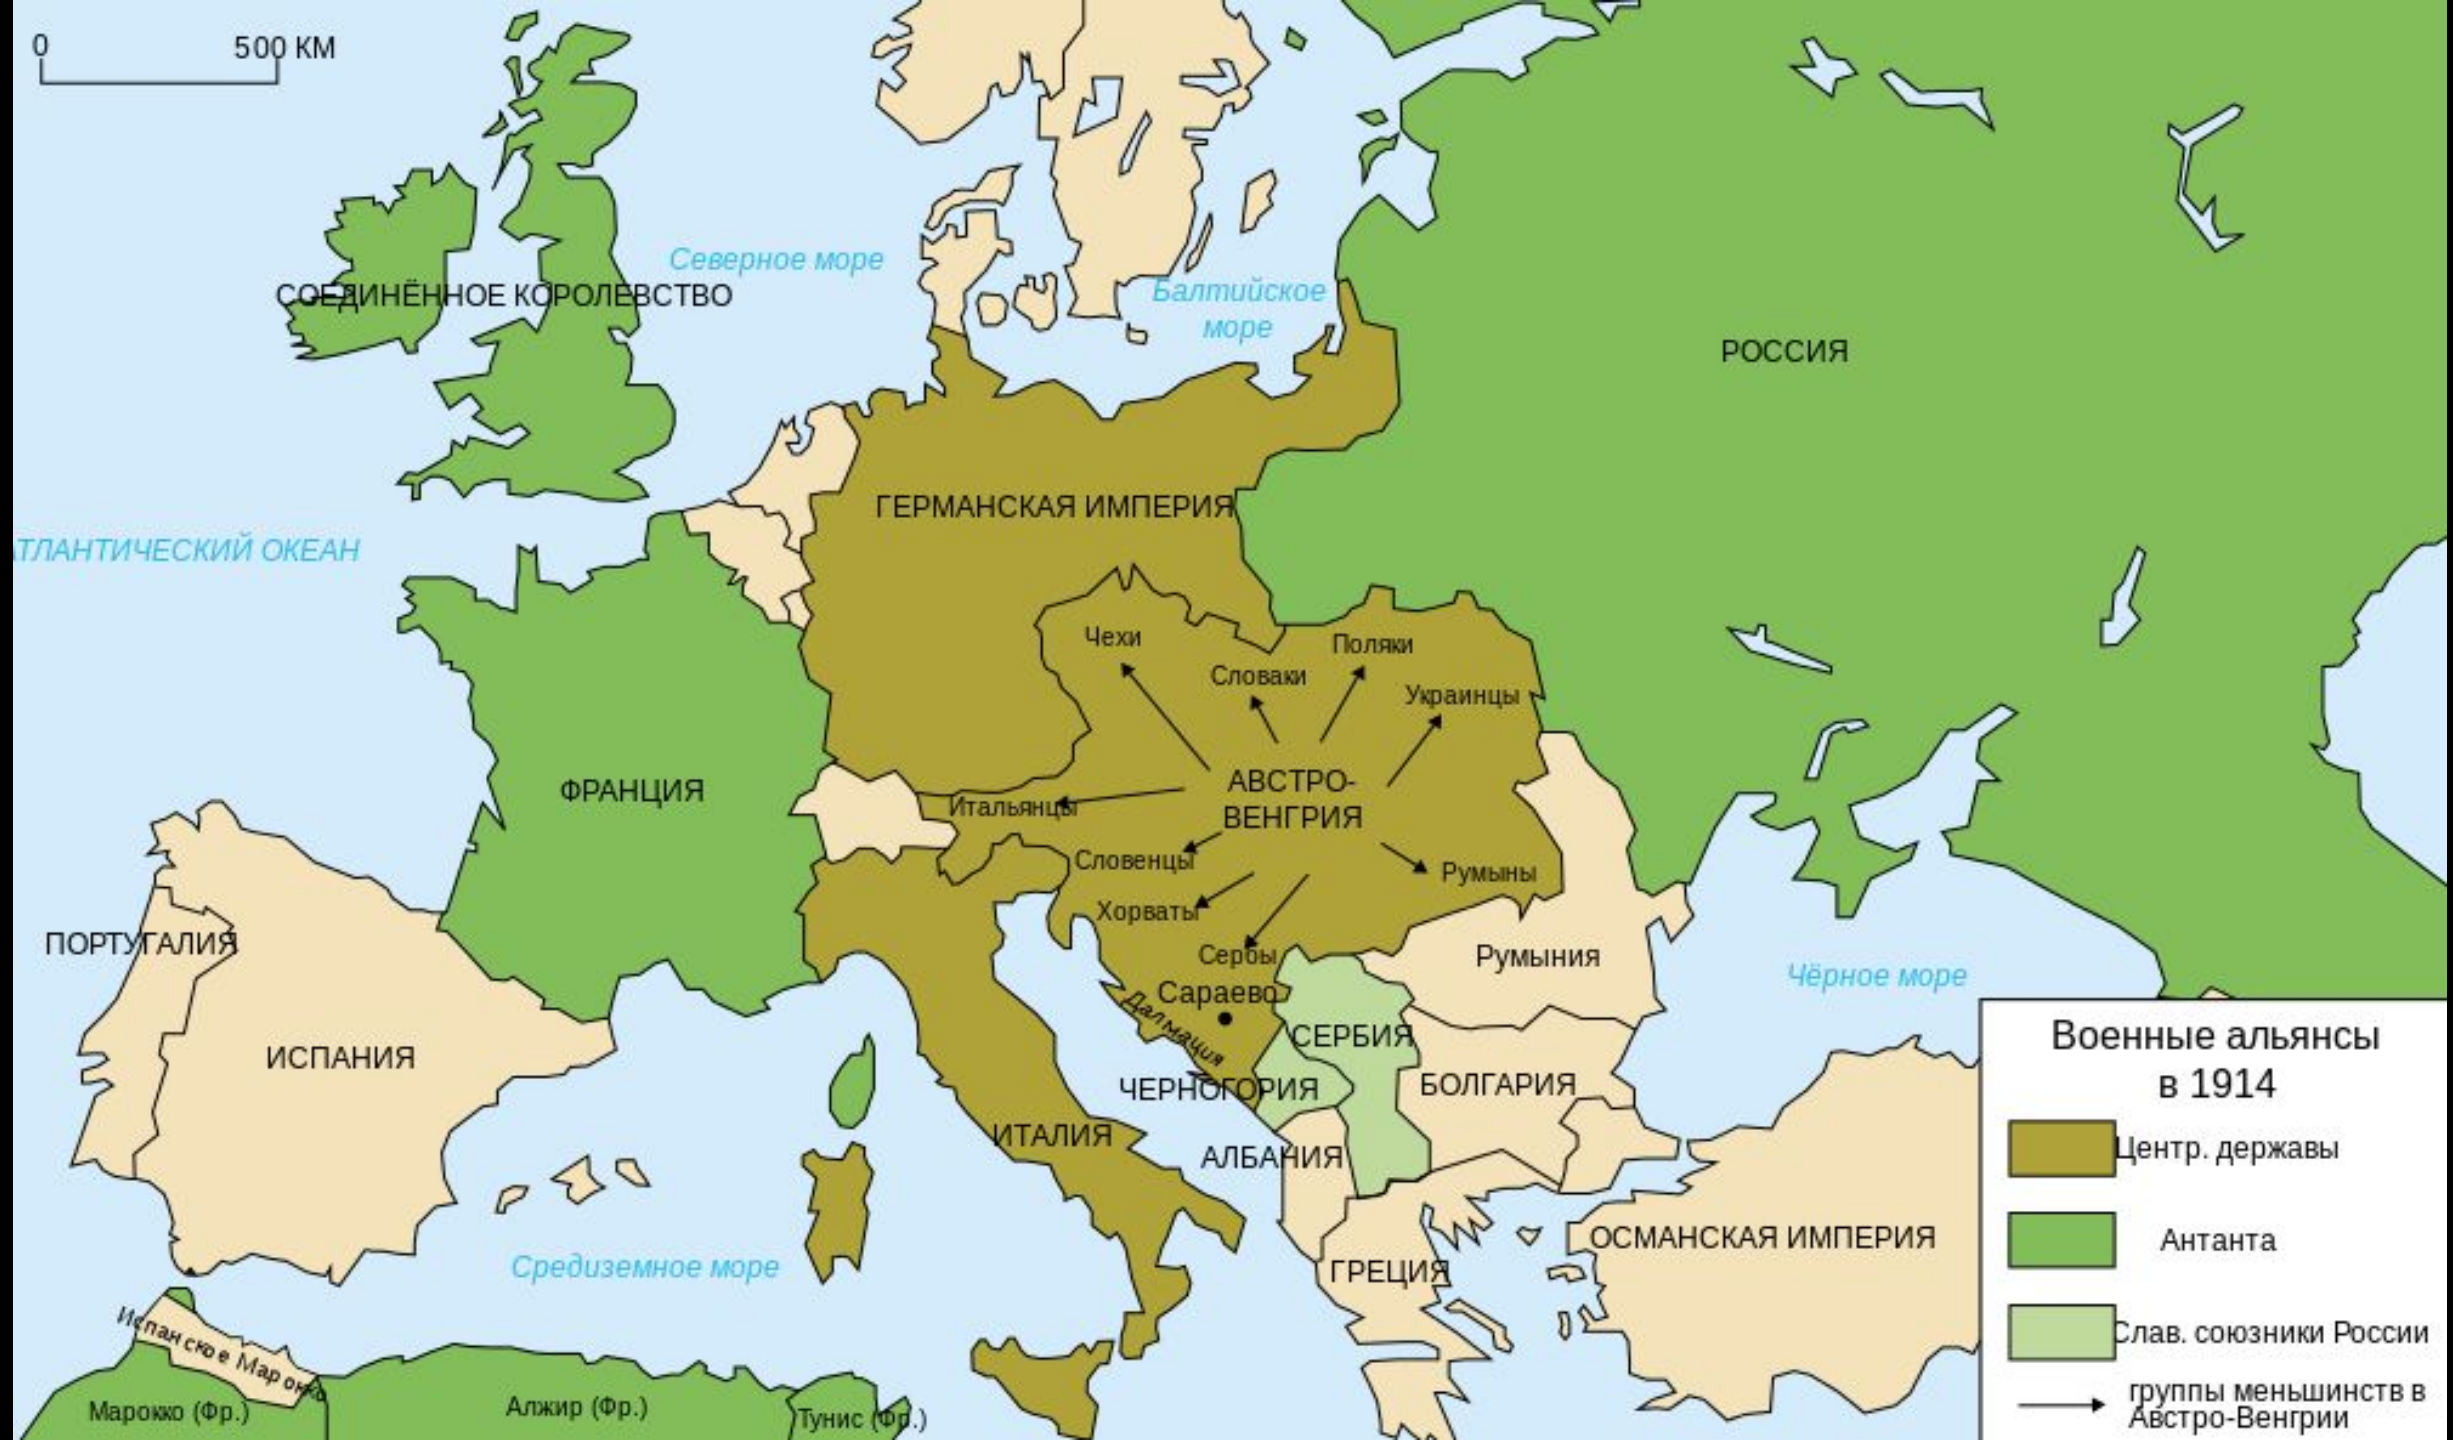 0 500 КМ
СОЕДИНЁННОЕ КОРОЛЕВСТВО
Северное море
Балтийское
море
РОССИЯ
ГЕРМАНСКАЯ ИМПЕРИЯ
ТЛАНТИЧЕСКИЙ ОКЕАН
Чехи
Поляки
Словаки
Украинцы
ФРАНЦИЯ
АВСТРО-
ВЕНГРИЯ
Итальянцы
Словенцы
Румыны
Хорваты
Сербы
ПОРТУГАЛИЯ
Румыния
Чёрное море
Сараево
Далмация
СЕРБИЯ
ИСПАНИЯ
ЧЕРНОГОРИЯ
БОЛГАРИЯ
ИТАЛИЯ
АЛБАНИЯ
ОСМАНСКАЯ ИМПЕРИЯ
ГРЕЦИЯ
Средиземное море
Испанское Марокко
Марокко (Фр.)
Алжир (Фр.)
Тунис (Фр.)
Военные альянсы
в 1914
Центр. державы
Антанта
Слав. союзники России
группы меньшинств в
Австро-Венгрии